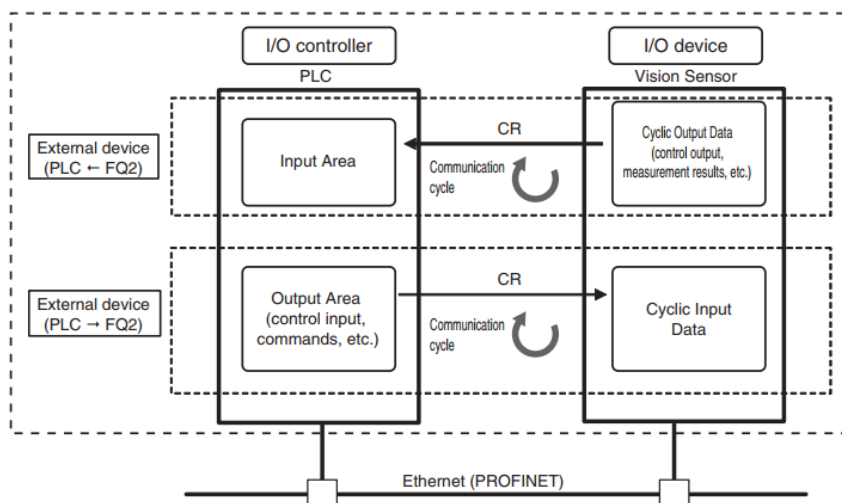 I/O controller
I/O device
PLC
Vision Sensor
External device
(PLC ← FQ2)
Input Area
CR
Communication
cycle
Cyclic Output Data
(control output,
measurement results, etc.)
External device
(PLC → FQ2)
Output Area
(control input,
commands, etc.)
CR
Communication
cycle
Cyclic Input
Data
Ethernet (PROFINET)